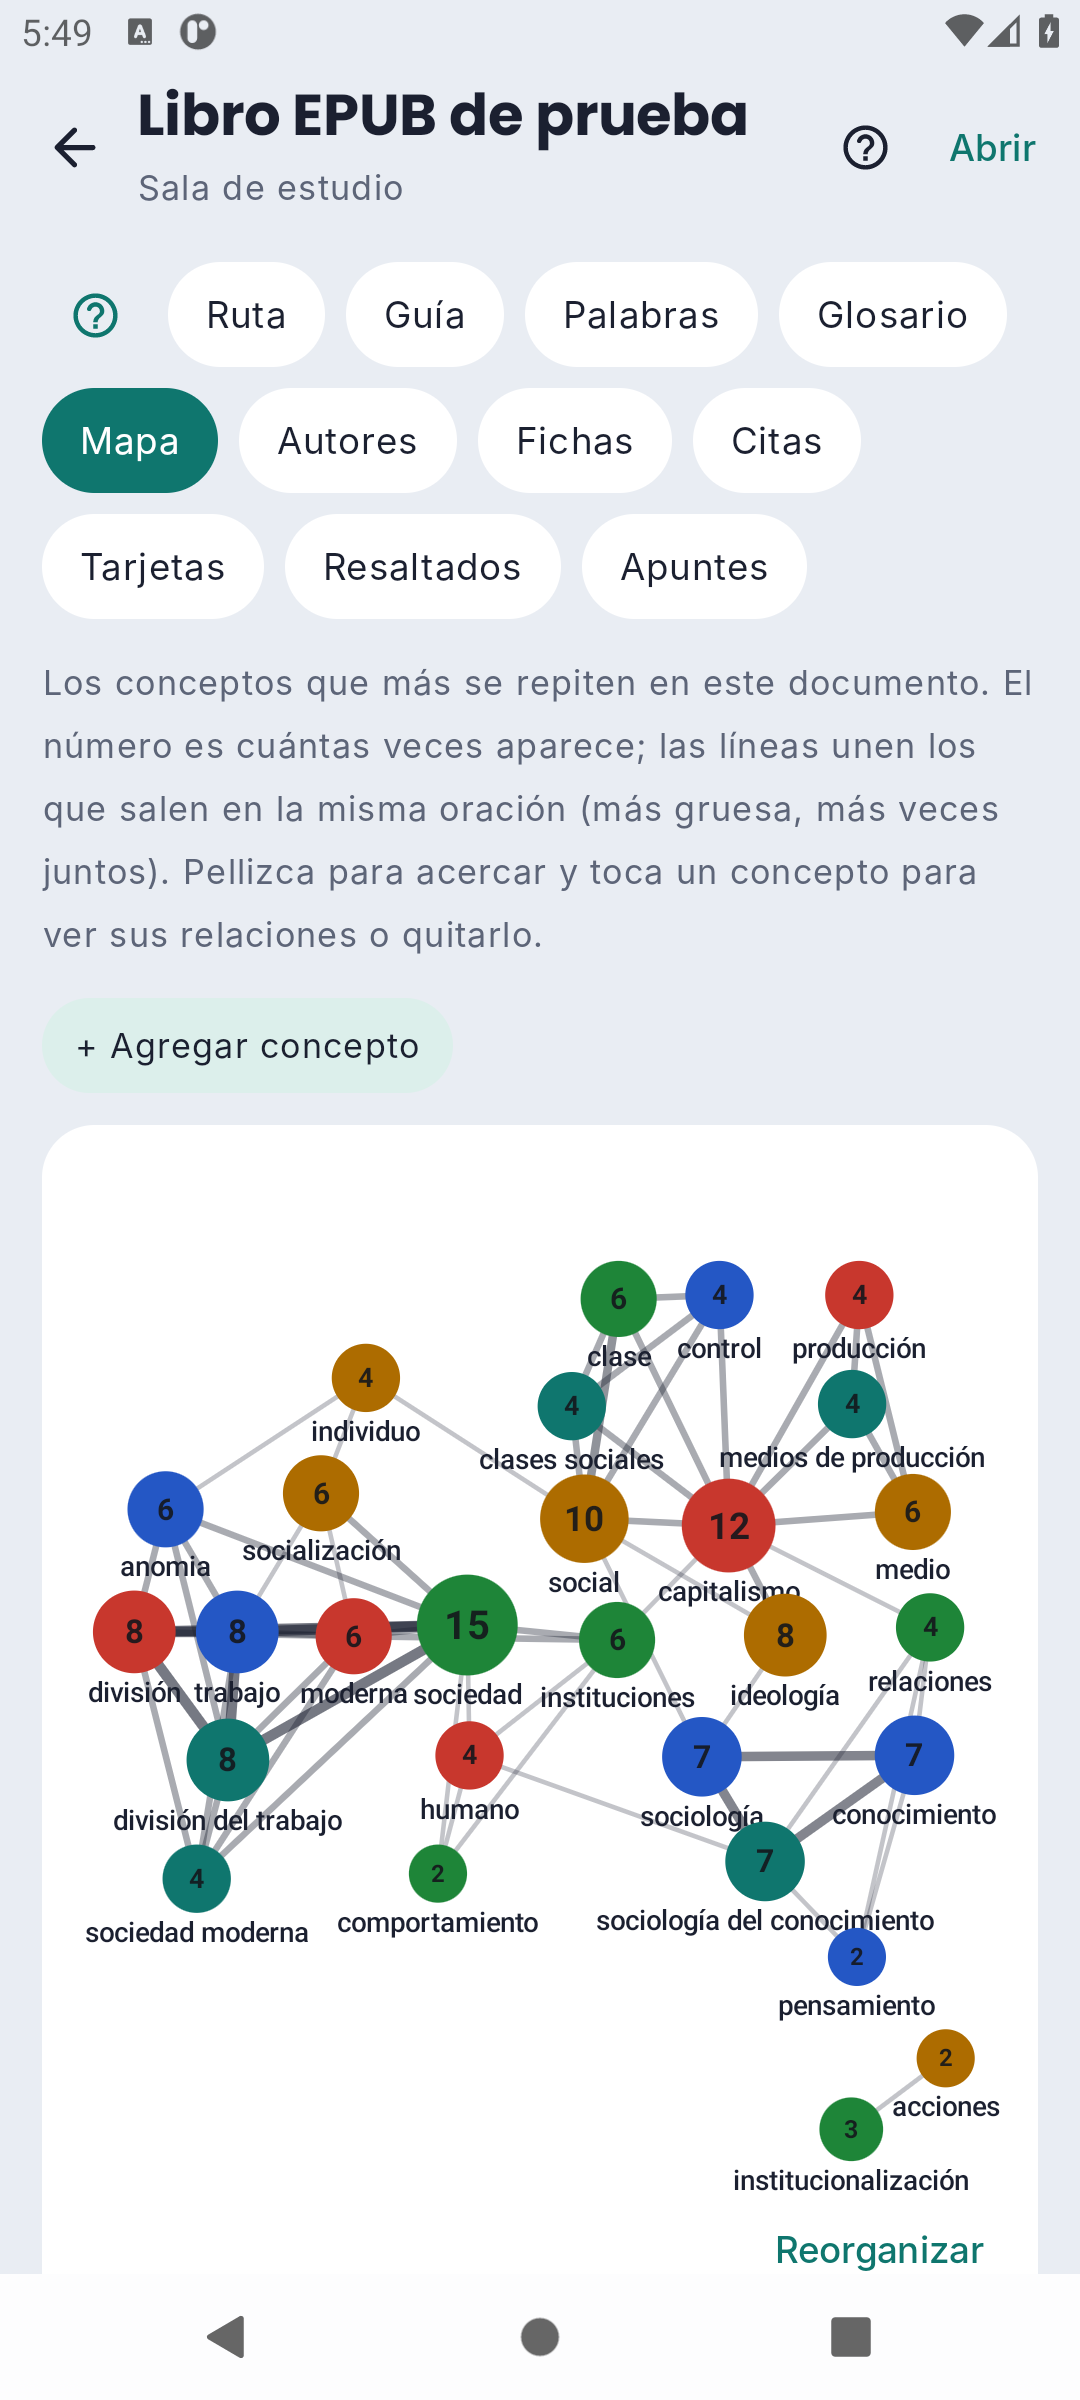 5:49
Libro EPUB de prueba
Sala de estudio
Abrir
Ruta
Guía
Palabras
Glosario
Mapa
Autores
Fichas
Citas
Tarjetas
Resaltados
Apuntes
Los conceptos que más se repiten en este documento. El
número es cuántas veces aparece; las líneas unen los
que salen en la misma oración (más gruesa, más veces
juntos). Pellizca para acercar y toca un concepto para
ver sus relaciones o quitarlo.
+ Agregar concepto
6
clase
4
control
4
producción
4
individuo
4
clases sociales
4
medios de producción
6
anomia
6
socialización
10
social
12
capitalismo
6
medio
8
división
8
trabajo
6
moderna
15
sociedad
6
instituciones
8
ideología
4
relaciones
8
división del trabajo
4
humano
7
sociología
7
conocimiento
4
sociedad moderna
2
comportamiento
7
sociología del conocimiento
2
pensamiento
2
acciones
3
institucionalización
Reorganizar